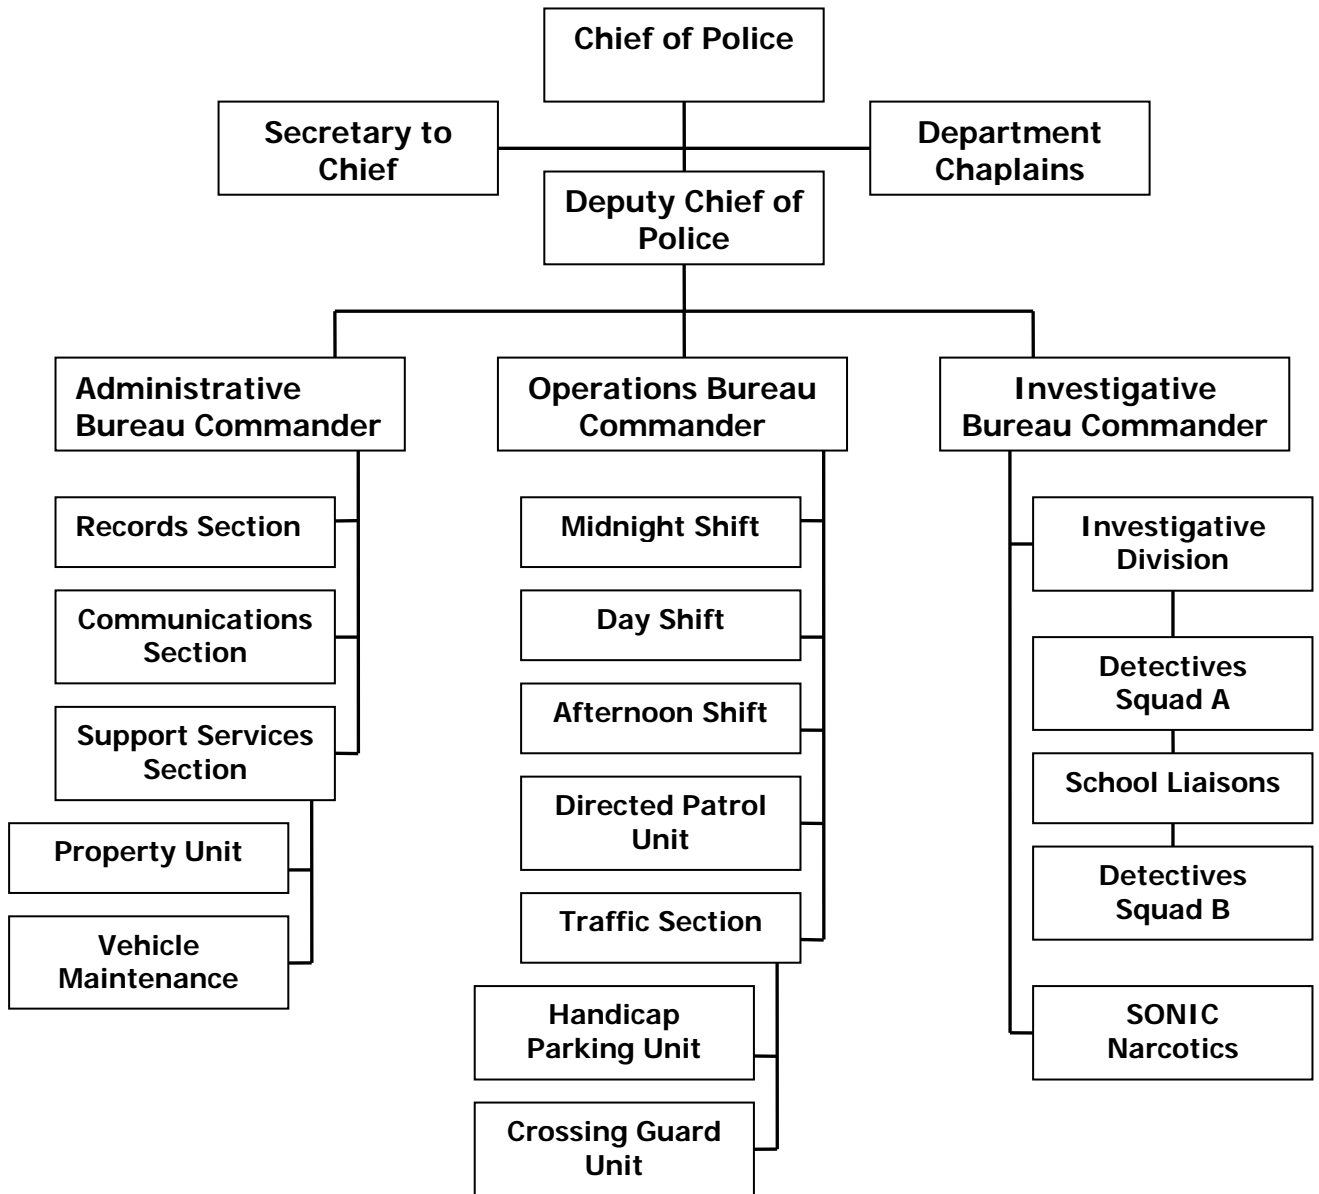 Chief of Police
Secretary to
Chief
Department
Chaplains
Deputy Chief of
Police
Administrative
Bureau Commander
Operations Bureau
Commander
Investigative
Bureau Commander
Records Section
Communications
Section
Support Services
Section
Property Unit
Vehicle
Maintenance
Midnight Shift
Day Shift
Afternoon Shift
Directed Patrol
Unit
Traffic Section
Handicap
Parking Unit
Crossing Guard
Unit
Investigative
Division
Detectives
Squad A
School Liaisons
Detectives
Squad B
SONIC
Narcotics